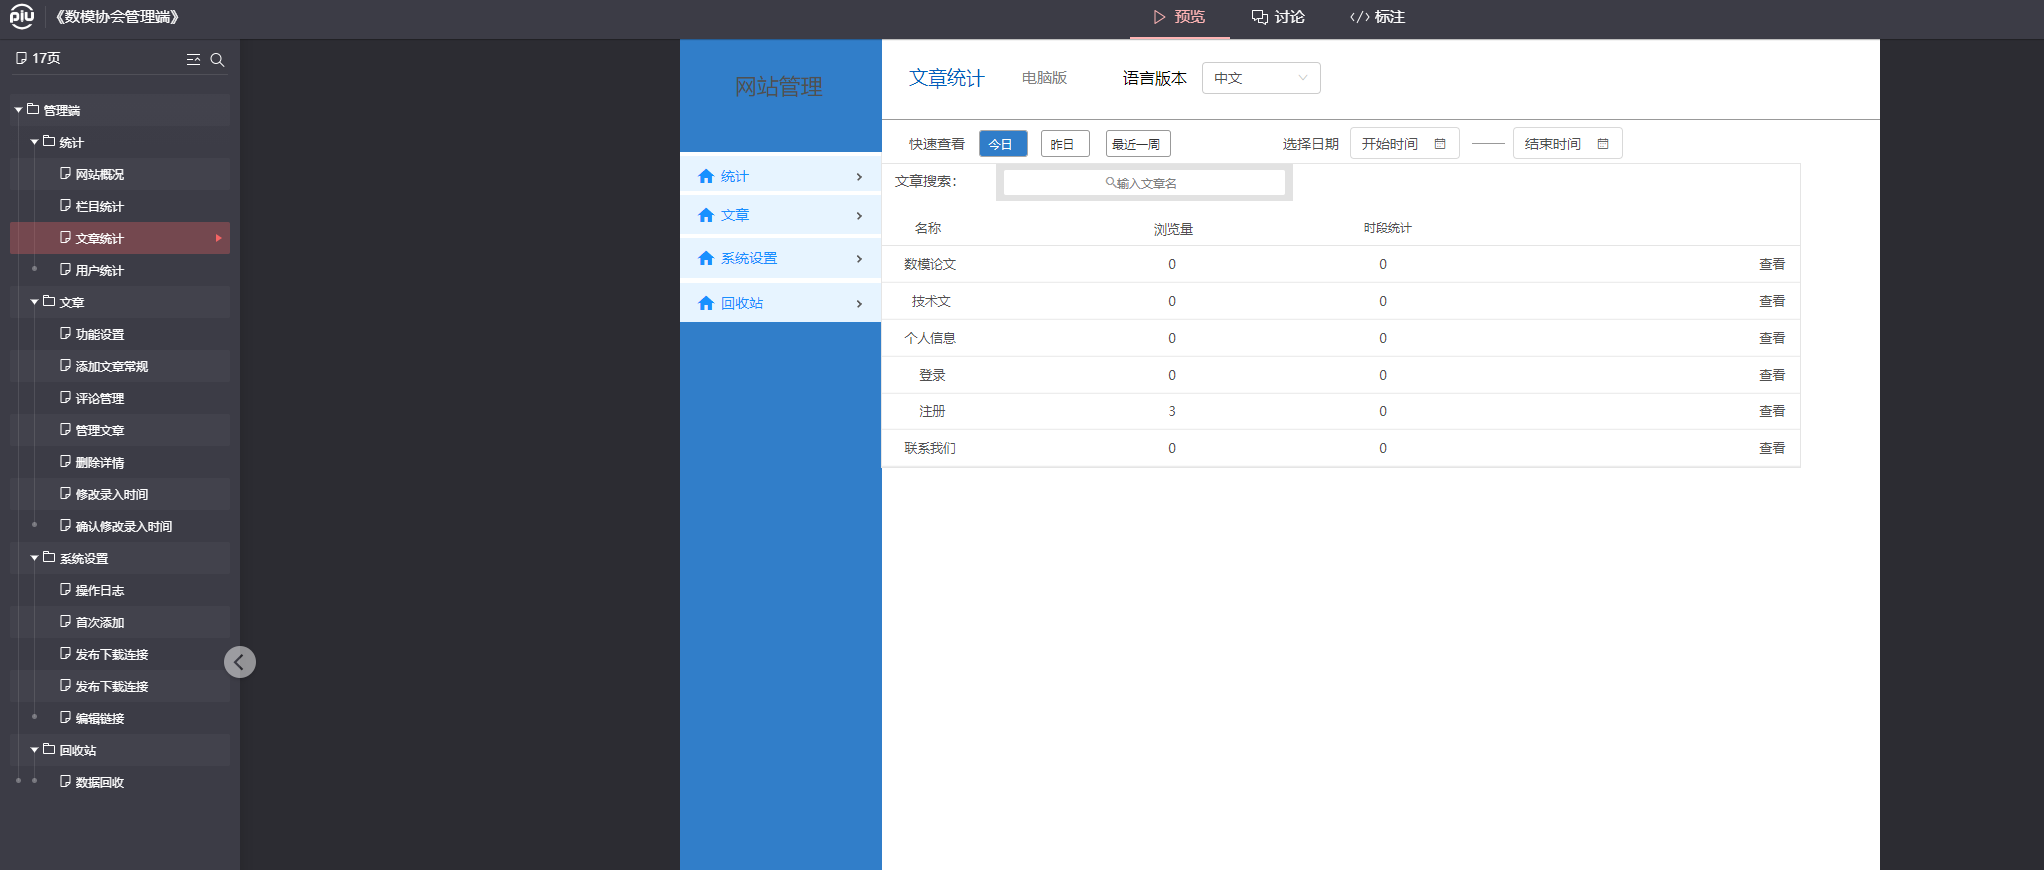 piu 《数模协会管理端》 预览 讨论 标注
17页
管理端
统计
网站概况
栏目统计
文章统计
用户统计
文章
功能设置
添加文章常规
评论管理
管理文章
删除详情
修改录入时间
确认修改录入时间
系统设置
操作日志
首次添加
发布下载连接
发布下载连接
编辑链接
回收站
数据回收
网站管理
统计
文章
系统设置
回收站
文章统计 电脑版 语言版本 中文
快速查看 今日 昨日 最近一周 选择日期 开始时间 结束时间
文章搜索： 输入文章名
名称 浏览量 时段统计
数模论文 0 0 查看
技术文 0 0 查看
个人信息 0 0 查看
登录 0 0 查看
注册 3 0 查看
联系我们 0 0 查看